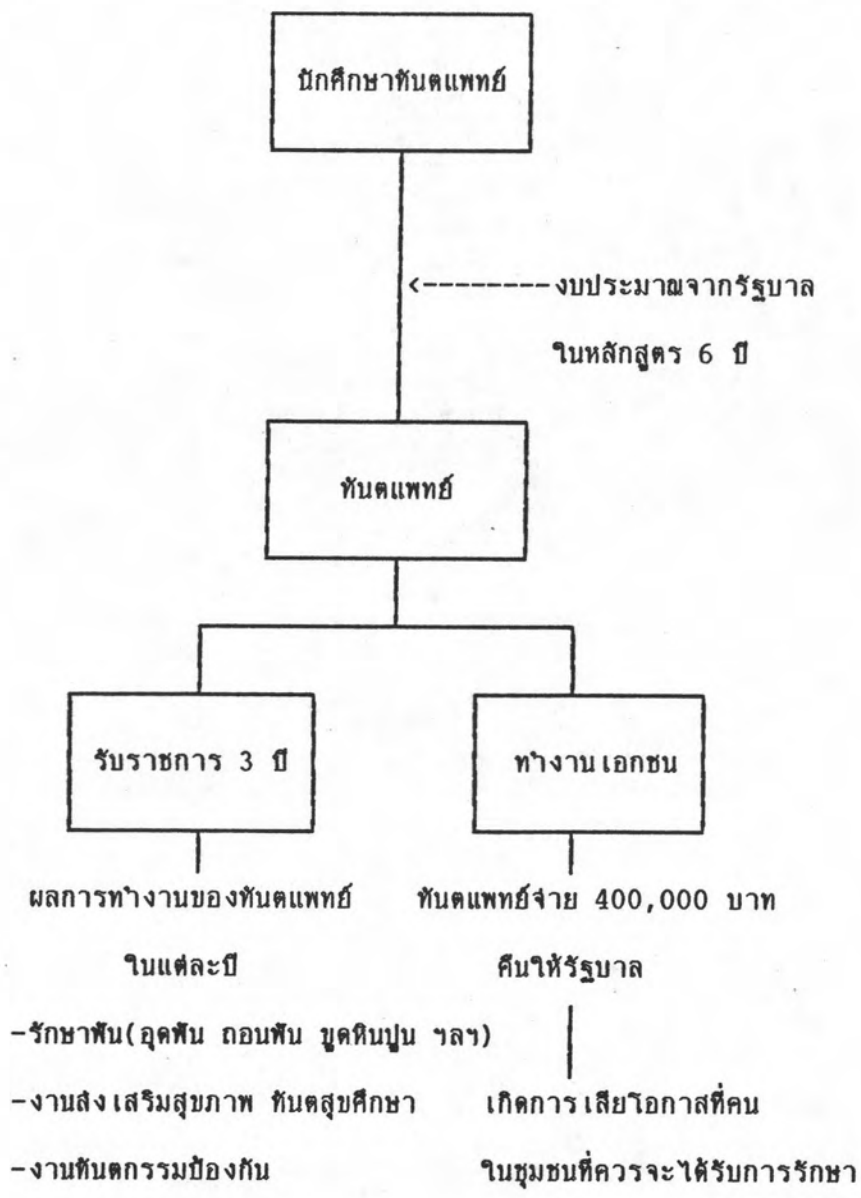 นักศึกษาทันตแพทย์
<---------งบประมาณจากรัฐบาล
ในหลักสูตร 6 ปี
ทันตแพทย์
รับราชการ 3 ปี
ทำงานเอกชน
ผลการทำงานของทันตแพทย์
ในแต่ละปี
-รักษาฟัน(อุดฟัน ถอนฟัน ขูดหินปูน ฯลฯ)
-งานส่งเสริมสุขภาพ ทันตสุขศึกษา
-งานทันตกรรมป้องกัน
ทันตแพทย์จ่าย 400,000 บาท
คืนให้รัฐบาล
เกิดการเสียโอกาสที่คน
ในชุมชนที่ควรจะได้รับการรักษา